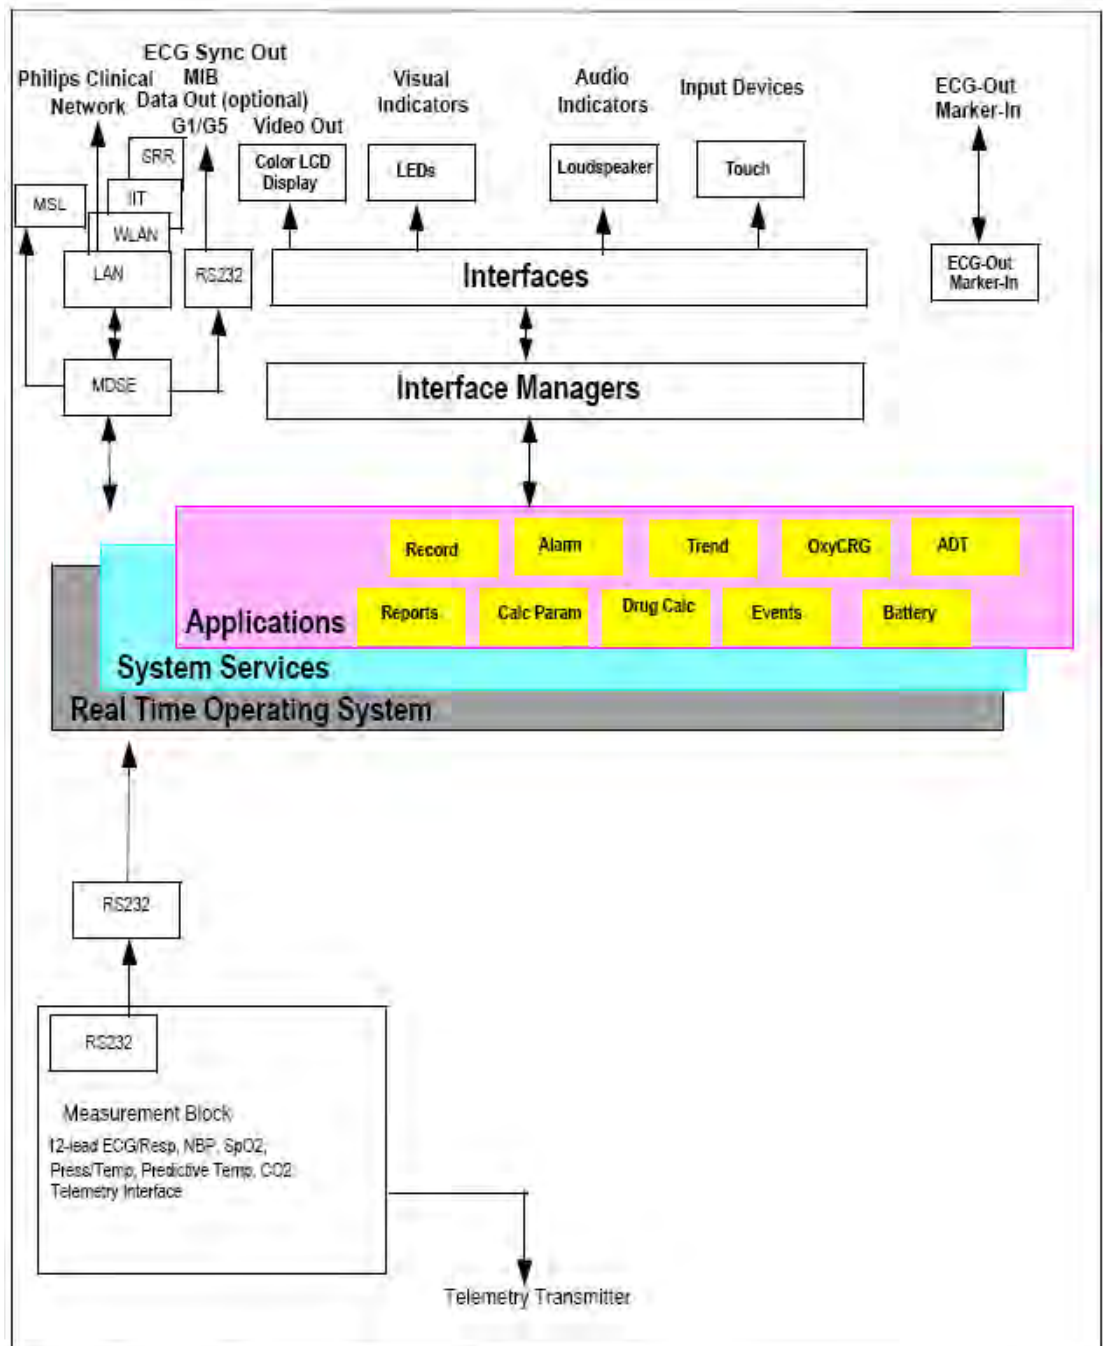 ECG Sync Out
Philips Clinical
Network
MIB
Data Out (optional)
G1/G5
Video Out
Visual
Indicators
Audio
Indicators
Input Devices
ECG-Out
Marker-In
SRR
IIT
MSL
WLAN
LAN
RS232
Color LCD
Display
LEDs
Loudspeaker
Touch
Interfaces
ECG-Out
Marker-In
MDSE
Interface Managers
Record
Alarm
Trend
OxyCRG
ADT
Reports
Calc Param
Drug Calc
Events
Battery
Applications
System Services
Real Time Operating System
RS232
RS232
Measurement Block
12-lead ECG/Resp, NBP, SpO2,
Press/Temp, Predictive Temp, CO2
Telemetry Interface
Telemetry Transmitter